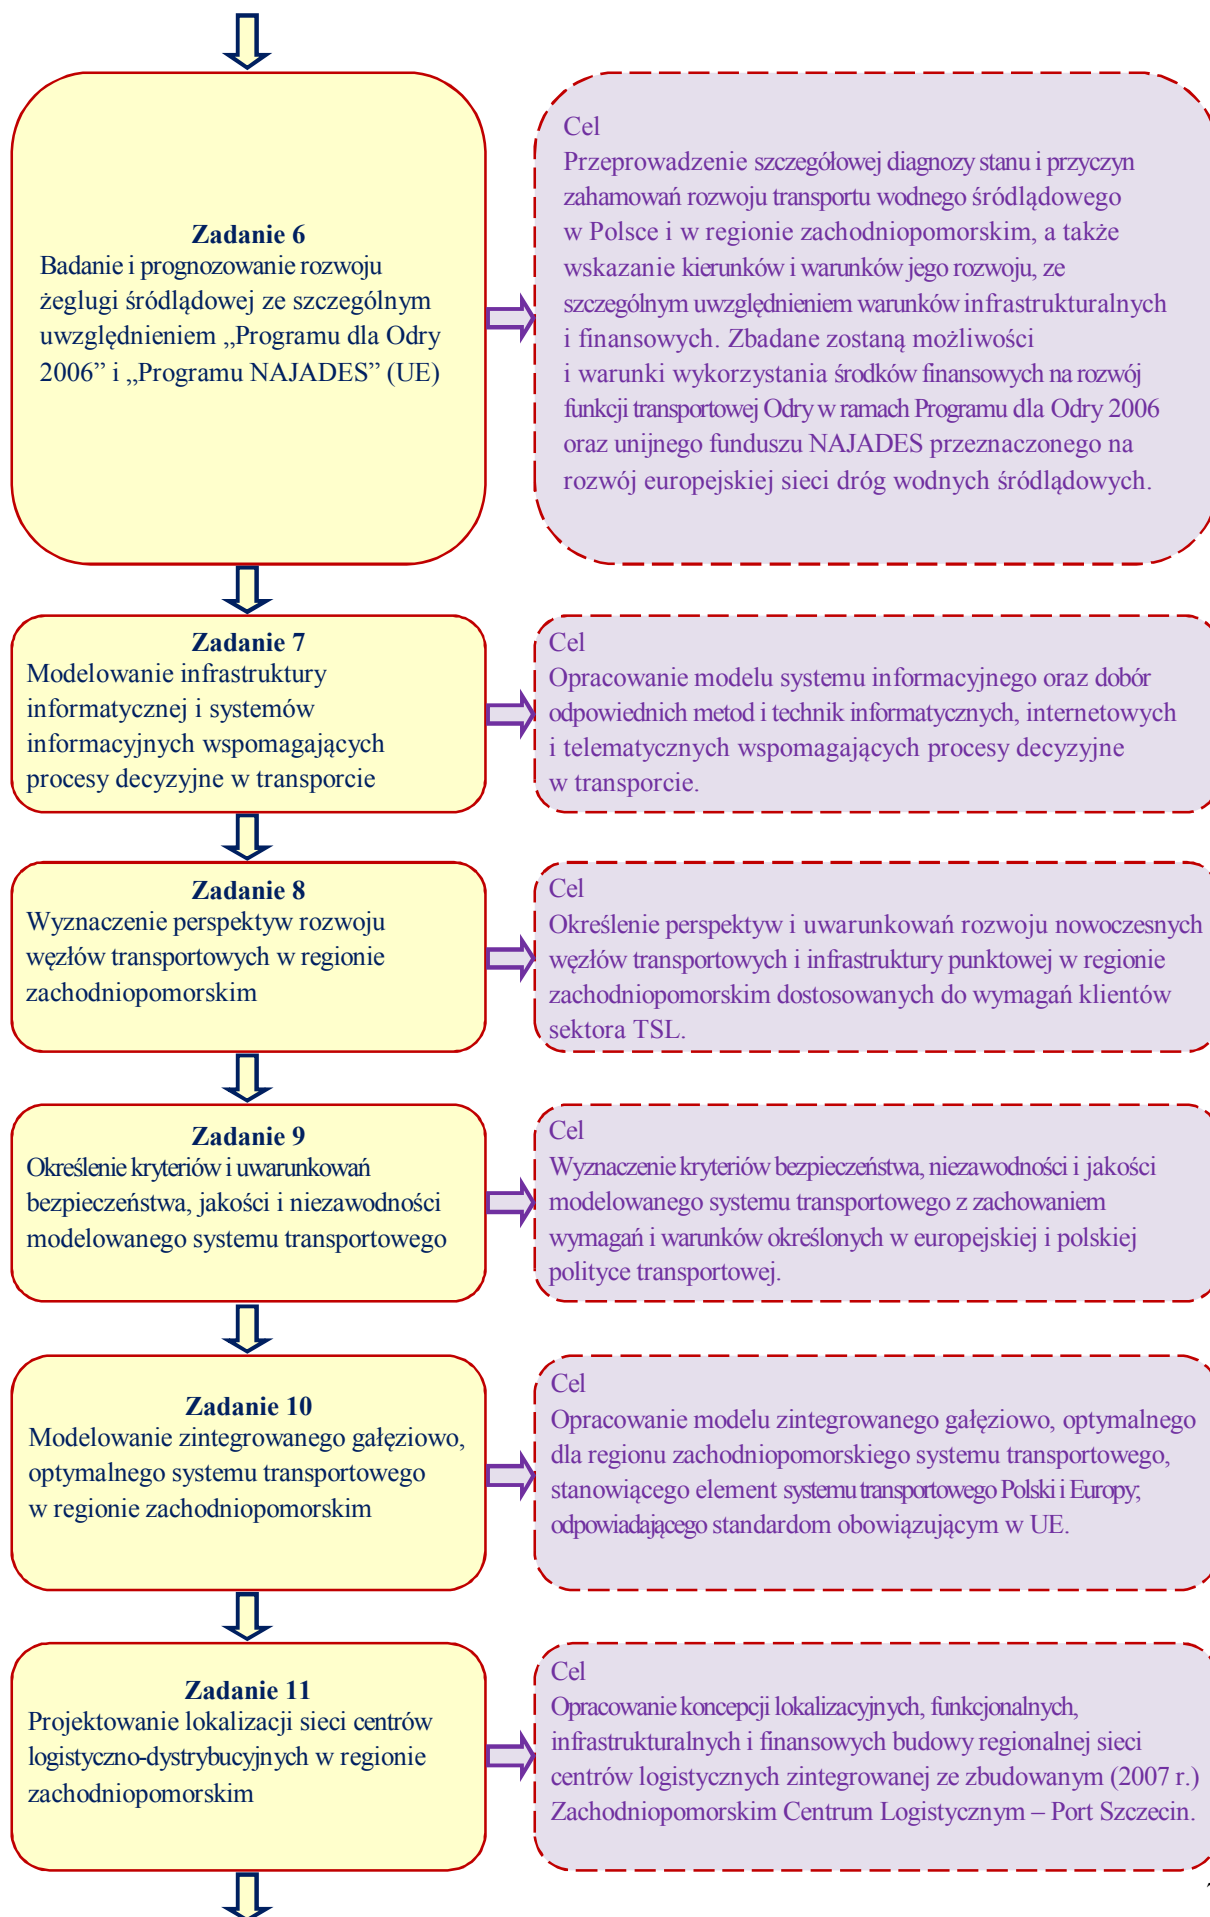 Zadanie 6
Badanie i prognozowanie rozwoju
żeglugi śródlądowej ze szczególnym
uwzględnieniem „Programu dla Odry
2006” i „Programu NAJADES” (UE)
Cel
Przeprowadzenie szczegółowej diagnozy stanu i przyczyn
zahamowań rozwoju transportu wodnego śródlądowego
w Polsce i w regionie zachodniopomorskim, a także
wskazanie kierunków i warunków jego rozwoju, ze
szczególnym uwzględnieniem warunków infrastrukturalnych
i finansowych. Zbadane zostaną możliwości
i warunki wykorzystania środków finansowych na rozwój
funkcji transportowej Odry w ramach Programu dla Odry 2006
oraz unijnego funduszu NAJADES przeznaczonego na
rozwój europejskiej sieci dróg wodnych śródlądowych.
Zadanie 7
Modelowanie infrastruktury
informatycznej i systemów
informacyjnych wspomagających
procesy decyzyjne w transporcie
Cel
Opracowanie modelu systemu informacyjnego oraz dobór
odpowiednich metod i technik informatycznych, internetowych
i telematycznych wspomagających procesy decyzyjne
w transporcie.
Zadanie 8
Wyznaczenie perspektyw rozwoju
węzłów transportowych w regionie
zachodniopomorskim
Cel
Określenie perspektyw i uwarunkowań rozwoju nowoczesnych
węzłów transportowych i infrastruktury punktowej w regionie
zachodniopomorskim dostosowanych do wymagań klientów
sektora TSL.
Zadanie 9
Określenie kryteriów i uwarunkowań
bezpieczeństwa, jakości i niezawodności
modelowanego systemu transportowego
Cel
Wyznaczenie kryteriów bezpieczeństwa, niezawodności i jakości
modelowanego systemu transportowego z zachowaniem
wymagań i warunków określonych w europejskiej i polskiej
polityce transportowej.
Zadanie 10
Modelowanie zintegrowanego gałęziowo,
optymalnego systemu transportowego
w regionie zachodniopomorskim
Cel
Opracowanie modelu zintegrowanego gałęziowo, optymalnego
dla regionu zachodniopomorskiego systemu transportowego,
stanowiącego element systemu transportowego Polski i Europy;
odpowiadającego standardom obowiązującym w UE.
Zadanie 11
Projektowanie lokalizacji sieci centrów
logistyczno-dystrybucyjnych w regionie
zachodniopomorskim
Cel
Opracowanie koncepcji lokalizacyjnych, funkcjonalnych,
infrastrukturalnych i finansowych budowy regionalnej sieci
centrów logistycznych zintegrowanej ze zbudowanym (2007 r.)
Zachodniopomorskim Centrum Logistycznym – Port Szczecin.